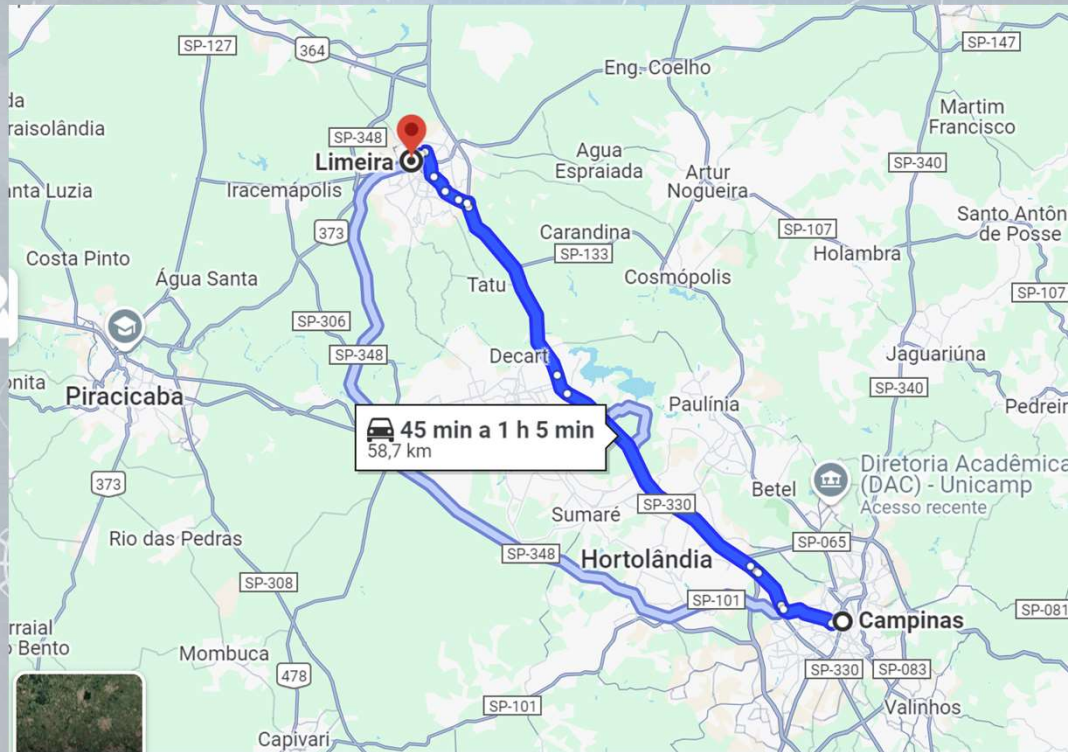 SP-127
364
SP-147
Eng. Coelho
da
raisolândia
Martim
Francisco
SP-348
Limeira
Agua
Espraiada
Artur
Nogueira
SP-340
anta Luzia
Iracemápolis
373
Carandina
SP-133
SP-107
Santo Antôn
de Posse
Holambra
Costa Pinto
Água Santa
Tatu
Cosmópolis
SP-107
SP-306
SP-348
Decart
Jaguariúna
onita
Piracicaba
SP-340
Paulínia
Pedreir
45 min a 1 h 5 min
58,7 km
373
Betel
Diretoria Acadêmica
(DAC) - Unicamp
Acesso recente
SP-330
Sumaré
Rio das Pedras
SP-348
Hortolândia
SP-065
SP-308
SP-101
SP-081
Campinas
rraial
Bento
Mombuca
478
SP-330
SP-083
SP-101
Valinhos
Capivari